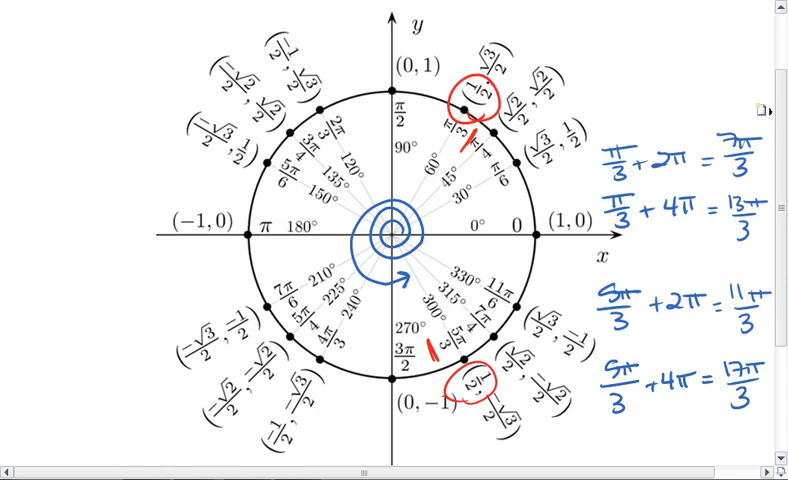 y
(0, 1)
(-1/2, √3/2)
(1/2, √3/2)
(-√2/2, √2/2)
(√2/2, √2/2)
(-√3/2, 1/2)
(√3/2, 1/2)
π/2
90°
2π/3
120°
π/3
60°
3π/4
135°
π/4
45°
5π/6
150°
π/6
30°
(-1, 0)
π
180°
0°
0
(1, 0)
x
7π/6
210°
330°
11π/6
5π/4
225°
315°
7π/4
4π/3
240°
300°
5π/3
270°
3π/2
(-√3/2, -1/2)
(√3/2, -1/2)
(-√2/2, -√2/2)
(√2/2, -√2/2)
(-1/2, -√3/2)
(1/2, -√3/2)
(0, -1)
π/3 + 2π = 7π/3
π/3 + 4π = 13π/3
5π/3 + 2π = 11π/3
5π/3 + 4π = 17π/3